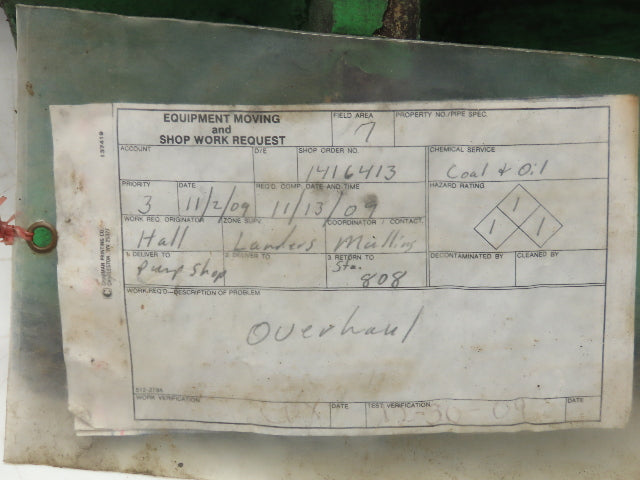 EQUIPMENT MOVING
and
SHOP WORK REQUEST
FIELD AREA
7
PROPERTY NO./PIPE SPEC.
ACCOUNT
D/E
SHOP ORDER NO.
1416413
CHEMICAL SERVICE
Coal & Oil
PRIORITY
3
DATE
11/2/09
REQ'D. COMP. DATE AND TIME
11/13/09
HAZARD RATING
1
1 1
WORK REQ. ORIGINATOR
Hall
ZONE SUPV.
Landers
COORDINATOR / CONTACT
Mullins
1. DELIVER TO
Pump Shop
2. DELIVER TO
3. RETURN TO
Sta.
808
DECONTAMINATED BY
CLEANED BY
WORK REQ'D—DESCRIPTION OF PROBLEM
Overhaul
WORK VERIFICATION
DATE
TEST VERIFICATION
DATE
137419